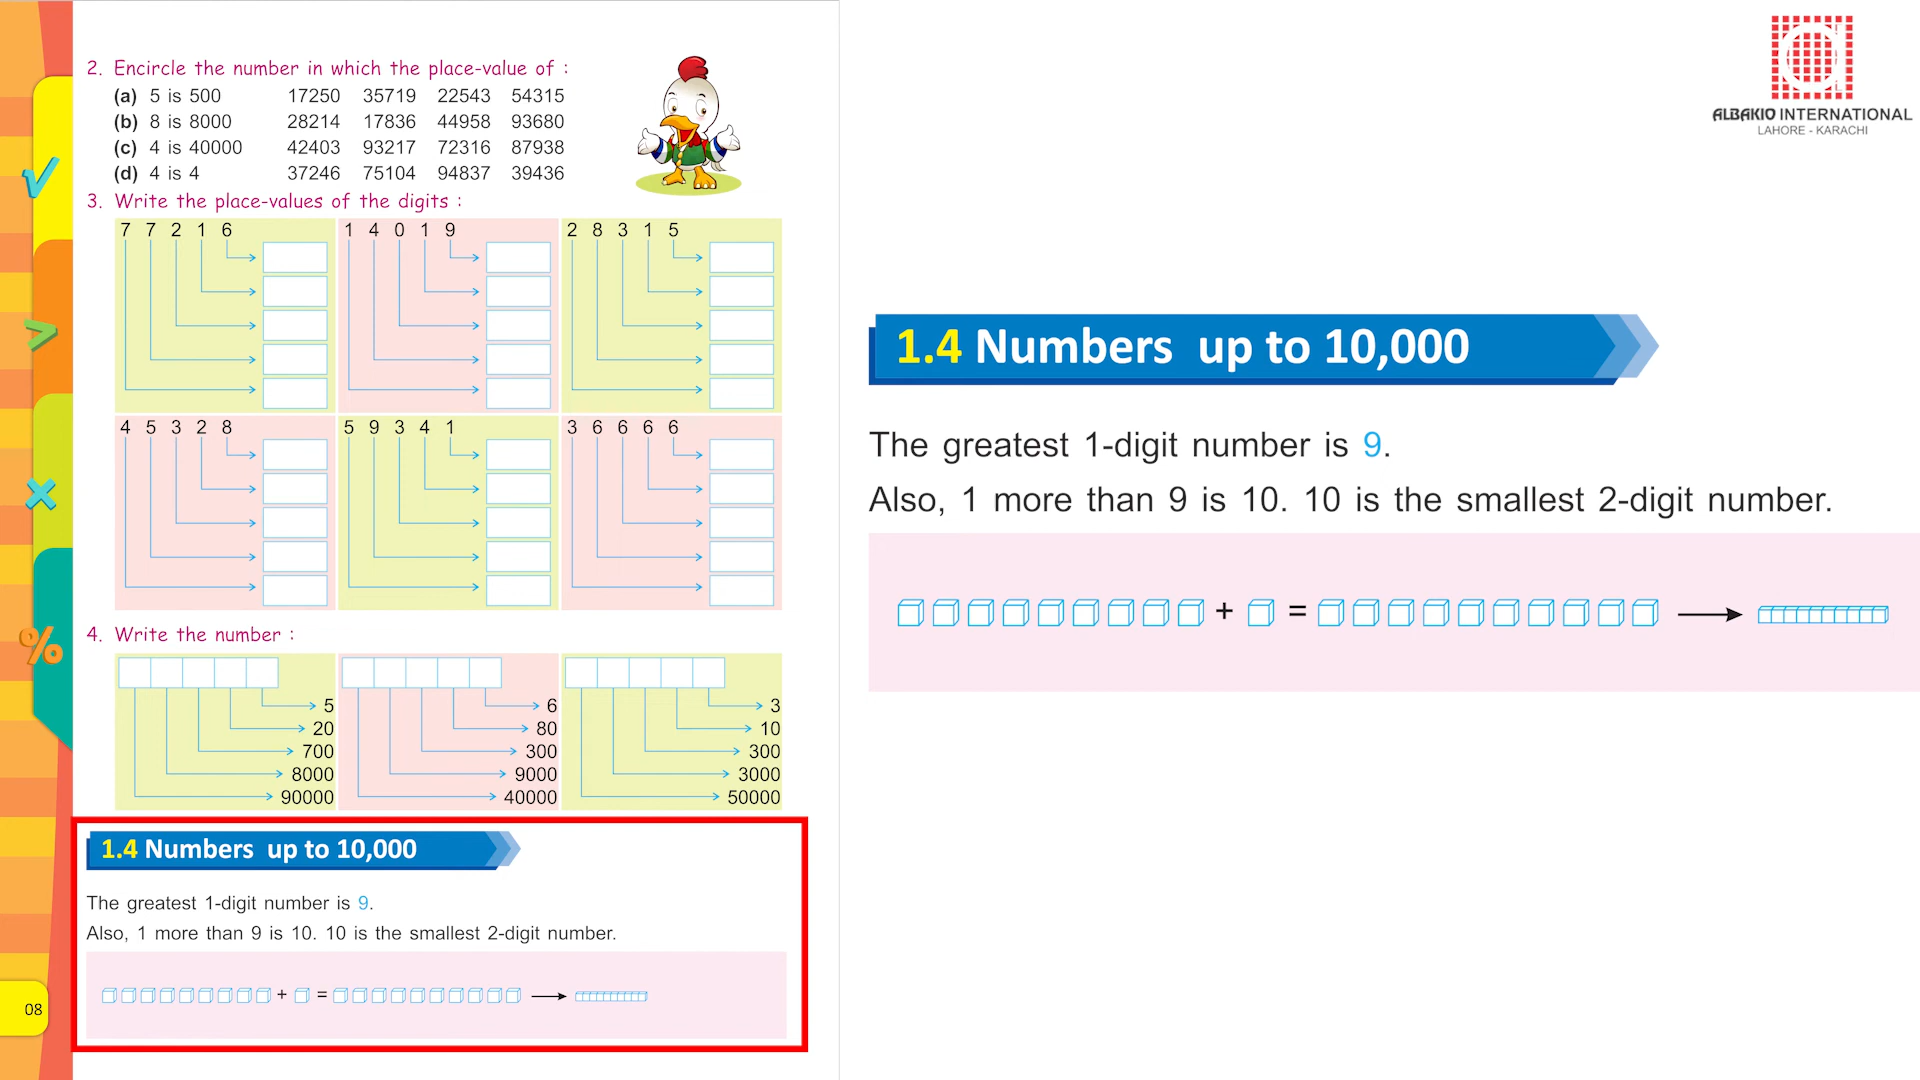 2. Encircle the number in which the place-value of :
(a) 5 is 500 17250 35719 22543 54315
(b) 8 is 8000 28214 17836 44958 93680
(c) 4 is 40000 42403 93217 72316 87938
(d) 4 is 4 37246 75104 94837 39436
3. Write the place-values of the digits :
7 7 2 1 6
1 4 0 1 9
2 8 3 1 5
4 5 3 2 8
5 9 3 4 1
3 6 6 6 6
4. Write the number :
5
20
700
8000
90000
6
80
300
9000
40000
3
10
300
3000
50000
1.4 Numbers up to 10,000
The greatest 1-digit number is 9.
Also, 1 more than 9 is 10. 10 is the smallest 2-digit number.
+ =
08
√
>
×
%
ALBAKIO INTERNATIONAL
LAHORE - KARACHI
1.4 Numbers up to 10,000
The greatest 1-digit number is 9.
Also, 1 more than 9 is 10. 10 is the smallest 2-digit number.
+ =